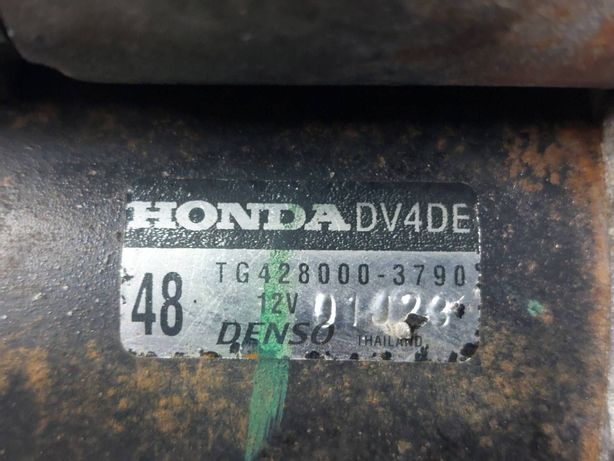 HONDA DV4DE
48 TG428000-3790
12V
DENSO THAILAND